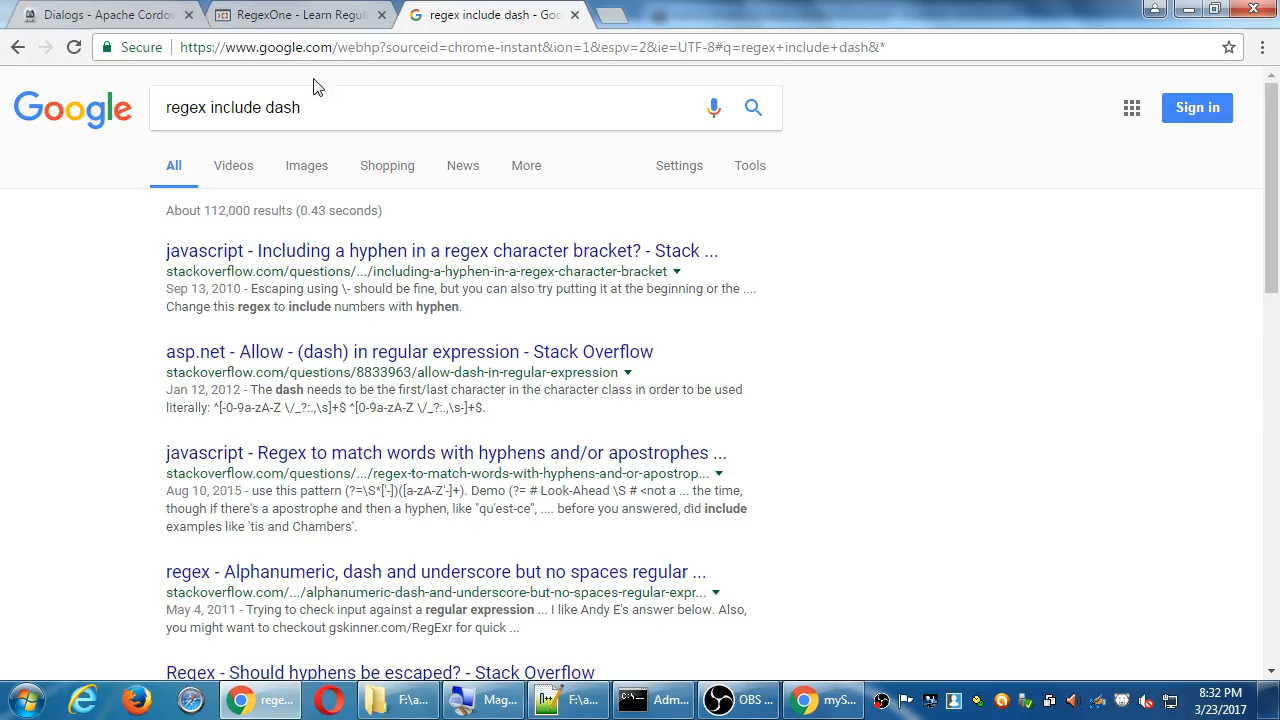 Dialogs - Apache Cordov
RegexOne - Learn Regul
regex include dash - Goo
Secure
https://www.google.com/webhp?sourceid=chrome-instant&ion=1&espv=2&ie=UTF-8#q=regex+include+dash&*
Google
regex include dash
Sign in
All
Videos
Images
Shopping
News
More
Settings
Tools
About 112,000 results (0.43 seconds)
javascript - Including a hyphen in a regex character bracket? - Stack ...
stackoverflow.com/questions/.../including-a-hyphen-in-a-regex-character-bracket
Sep 13, 2010 - Escaping using \- should be fine, but you can also try putting it at the beginning or the ....
Change this regex to include numbers with hyphen.
asp.net - Allow - (dash) in regular expression - Stack Overflow
stackoverflow.com/questions/8833963/allow-dash-in-regular-expression
Jan 12, 2012 - The dash needs to be the first/last character in the character class in order to be used
literally: ^[-0-9a-zA-Z \/_?:.,\s]+$ ^[0-9a-zA-Z \/_?:.,\s-]+$.
javascript - Regex to match words with hyphens and/or apostrophes ...
stackoverflow.com/questions/.../regex-to-match-words-with-hyphens-and-or-apostrop...
Aug 10, 2015 - use this pattern (?=\S*['-])([a-zA-Z'-]+). Demo (?= # Look-Ahead \S # <not a ... the time,
though if there's a apostrophe and then a hyphen, like "qu'est-ce", .... before you answered, did include
examples like 'tis and Chambers'.
regex - Alphanumeric, dash and underscore but no spaces regular ...
stackoverflow.com/.../alphanumeric-dash-and-underscore-but-no-spaces-regular-expr...
May 4, 2011 - Trying to check input against a regular expression ... I like Andy E's answer below. Also,
you might want to checkout gskinner.com/RegExr for quick ...
Regex - Should hyphens be escaped? - Stack Overflow
rege...
F:\a...
Mag...
F:\a...
Adm...
OBS ...
myS...
8:32 PM
3/23/2017